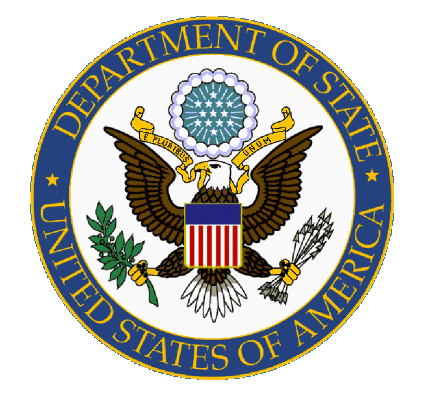 DEPARTMENT OF STATE
E PLURIBUS UNUM
UNITED STATES OF AMERICA